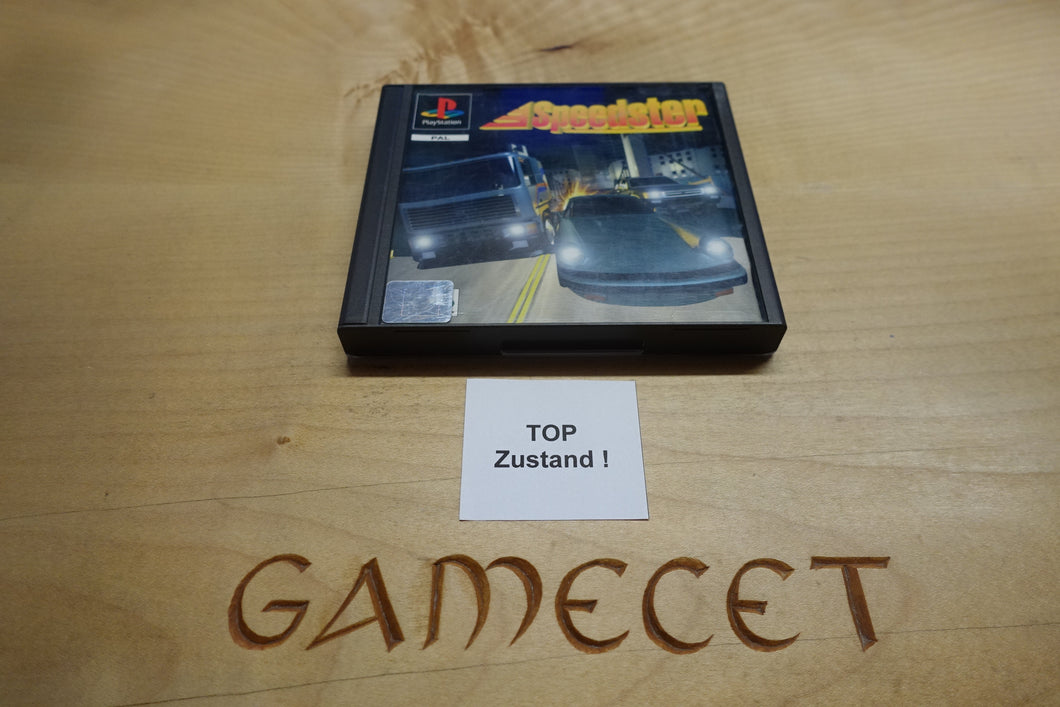 PlayStation
PAL
Speedster
TOP
Zustand !
GAMECET